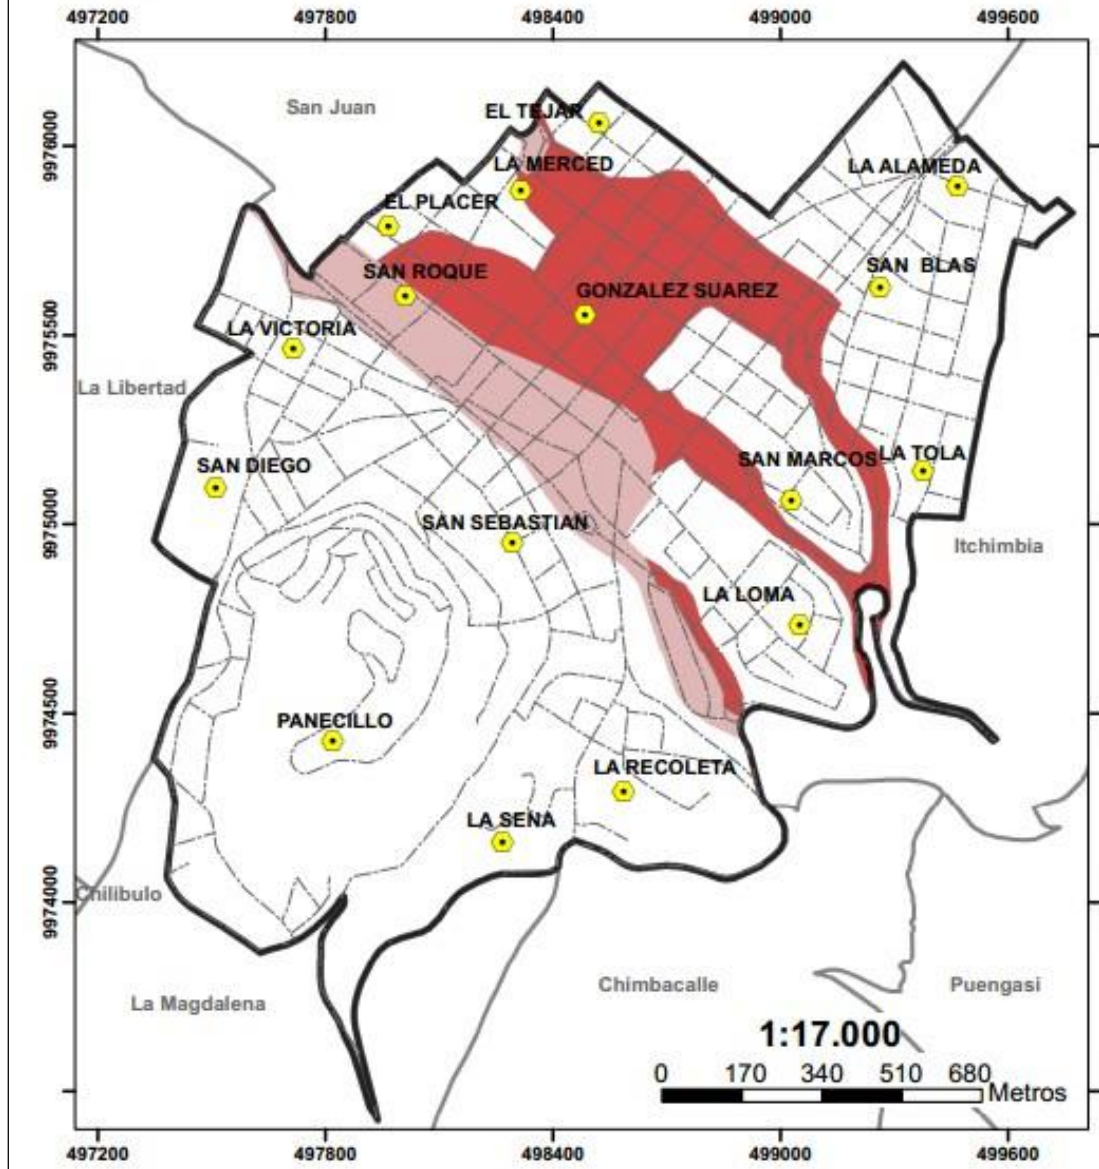 497200 497800 498400 499000 499600
San Juan
EL TEJAR
9976000
LA MERCED
LA ALAMEDA
EL PLACER
SAN ROQUE
SAN BLAS
GONZALEZ SUAREZ
9975500
LA VICTORIA
La Libertad
SAN MARCOS
LA TOLA
SAN DIEGO
9975000
SAN SEBASTIAN
Itchimbia
LA LOMA
9974500
PANECILLO
LA RECOLETA
LA SENA
9974000
Chilibulo
La Magdalena
Chimbacalle
Puengasi
1:17.000
0 170 340 510 680
Metros
497200 497800 498400 499000 499600